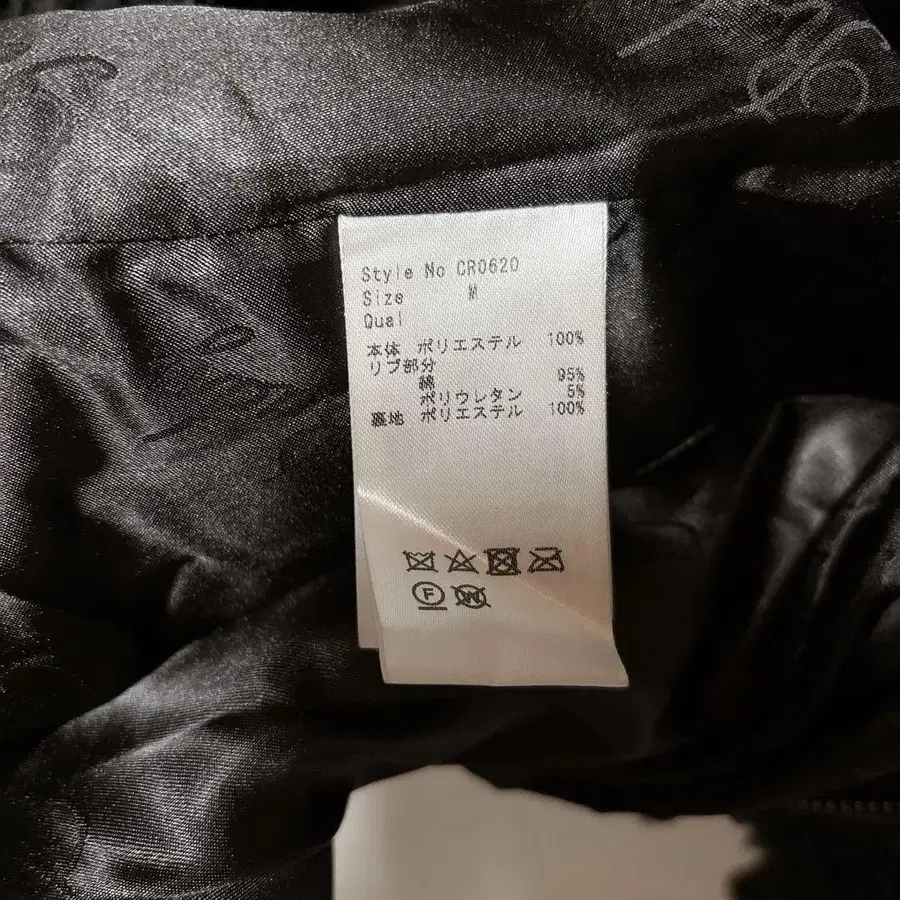 Style No CR0620
Size M
Qual
本体 ポリエステル 100%
リブ部分
綿 95%
ポリウレタン 5%
裏地 ポリエステル 100%
F
W